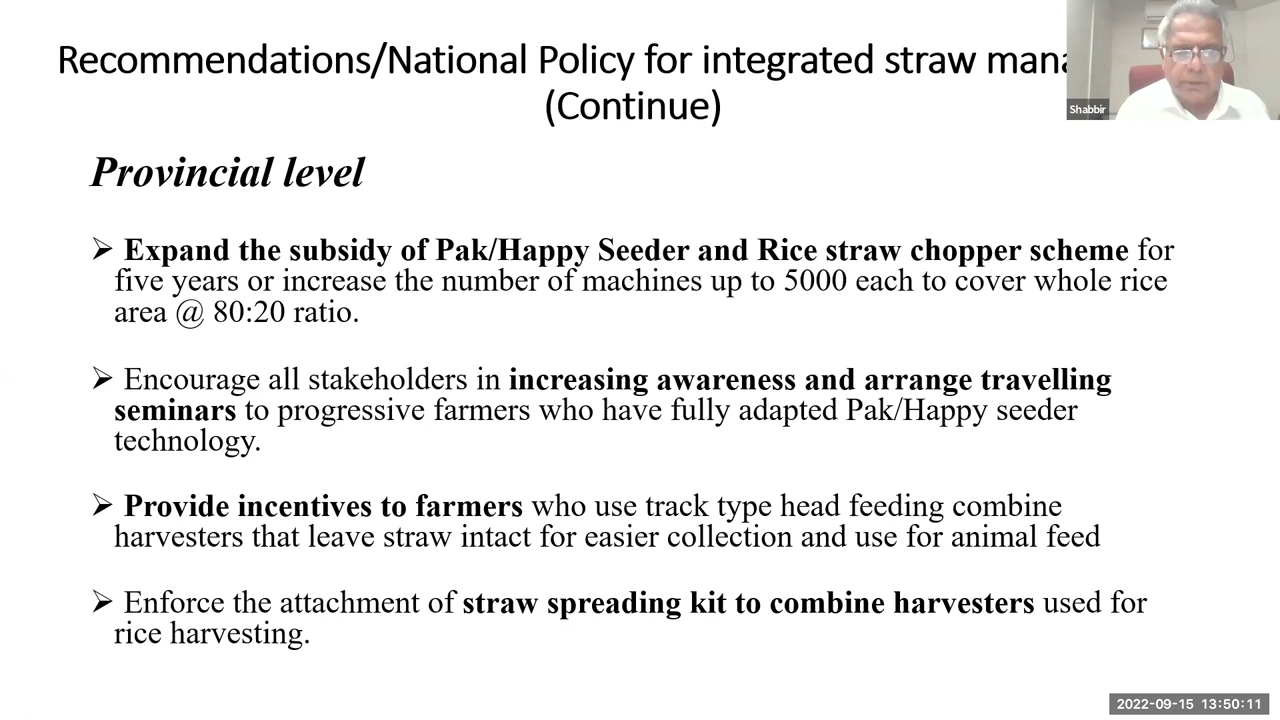 Recommendations/National Policy for integrated straw
(Continue)
Shabbir
Provincial level
➢ Expand the subsidy of Pak/Happy Seeder and Rice straw chopper scheme for
five years or increase the number of machines up to 5000 each to cover whole rice
area @ 80:20 ratio.
➢ Encourage all stakeholders in increasing awareness and arrange travelling
seminars to progressive farmers who have fully adapted Pak/Happy seeder
technology.
➢ Provide incentives to farmers who use track type head feeding combine
harvesters that leave straw intact for easier collection and use for animal feed
➢ Enforce the attachment of straw spreading kit to combine harvesters used for
rice harvesting.
2022-09-15 13:50:11